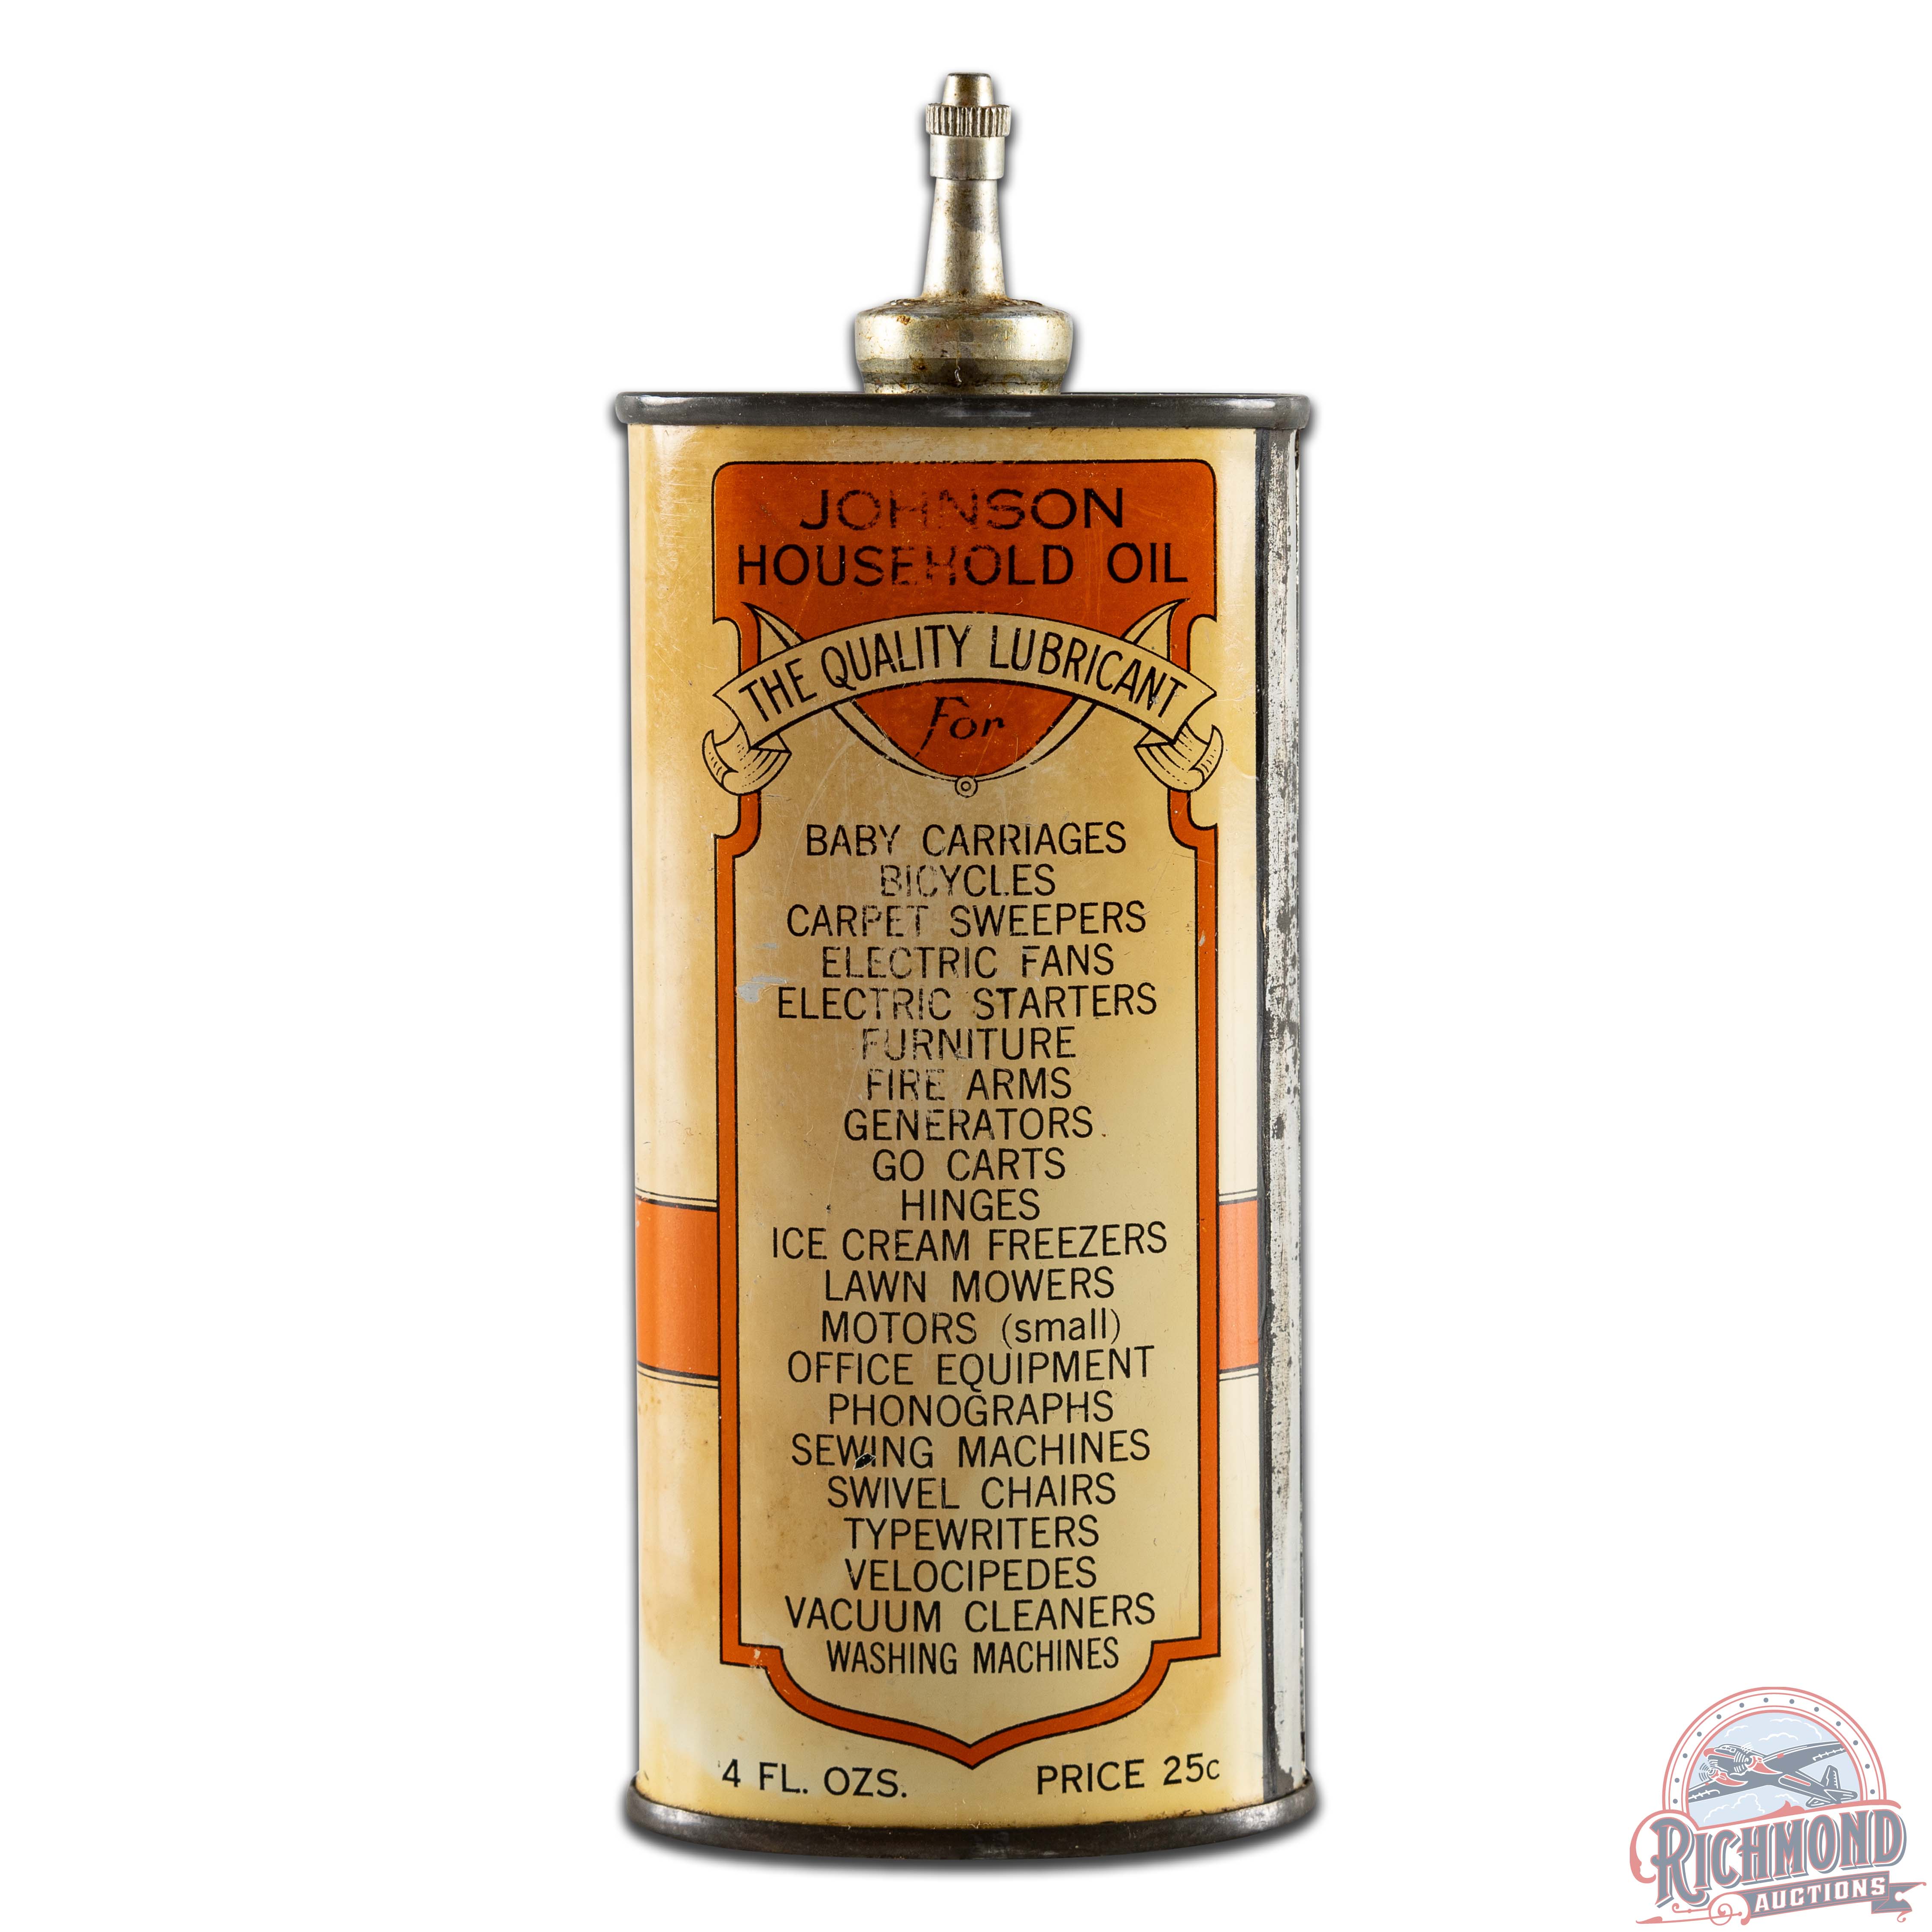 JOHNSON
HOUSEHOLD OIL
THE QUALITY LUBRICANT
For
BABY CARRIAGES
BICYCLES
CARPET SWEEPERS
ELECTRIC FANS
ELECTRIC STARTERS
FURNITURE
FIRE ARMS
GENERATORS
GO CARTS
HINGES
ICE CREAM FREEZERS
LAWN MOWERS
MOTORS (small)
OFFICE EQUIPMENT
PHONOGRAPHS
SEWING MACHINES
SWIVEL CHAIRS
TYPEWRITERS
VELOCIPEDES
VACUUM CLEANERS
WASHING MACHINES
4 FL. OZS. PRICE 25c
RICHMOND
AUCTIONS